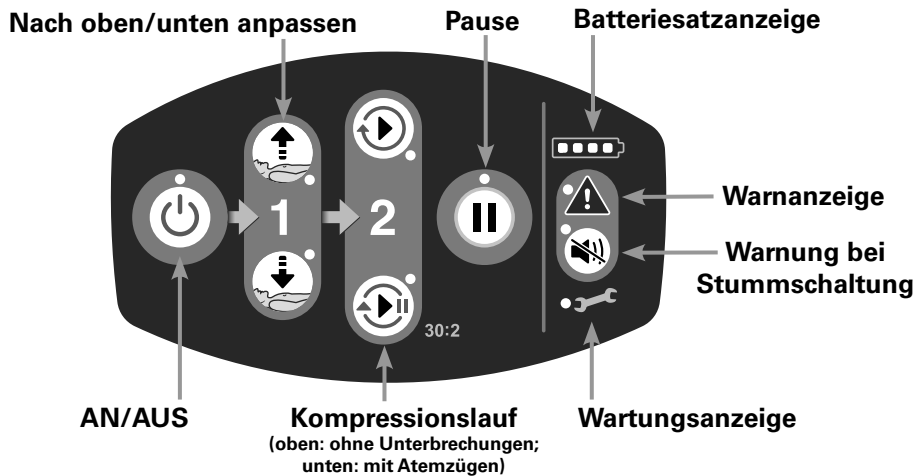 Nach oben/unten anpassen
Pause
Batteriesatzanzeige
1
2
Warnanzeige
Warnung bei
Stummschaltung
30:2
AN/AUS
Kompressionslauf
(oben: ohne Unterbrechungen;
unten: mit Atemzügen)
Wartungsanzeige